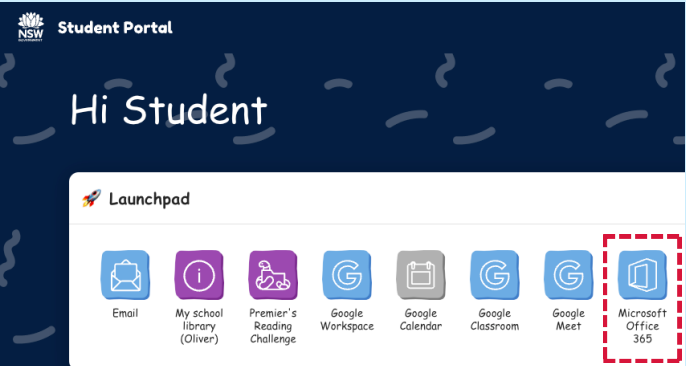 NSW
GOVERNMENT
Student Portal
Hi Student
Launchpad
Email
My school
library
(Oliver)
Premier's
Reading
Challenge
Google
Workspace
Google
Calendar
Google
Classroom
Google
Meet
Microsoft
Office
365